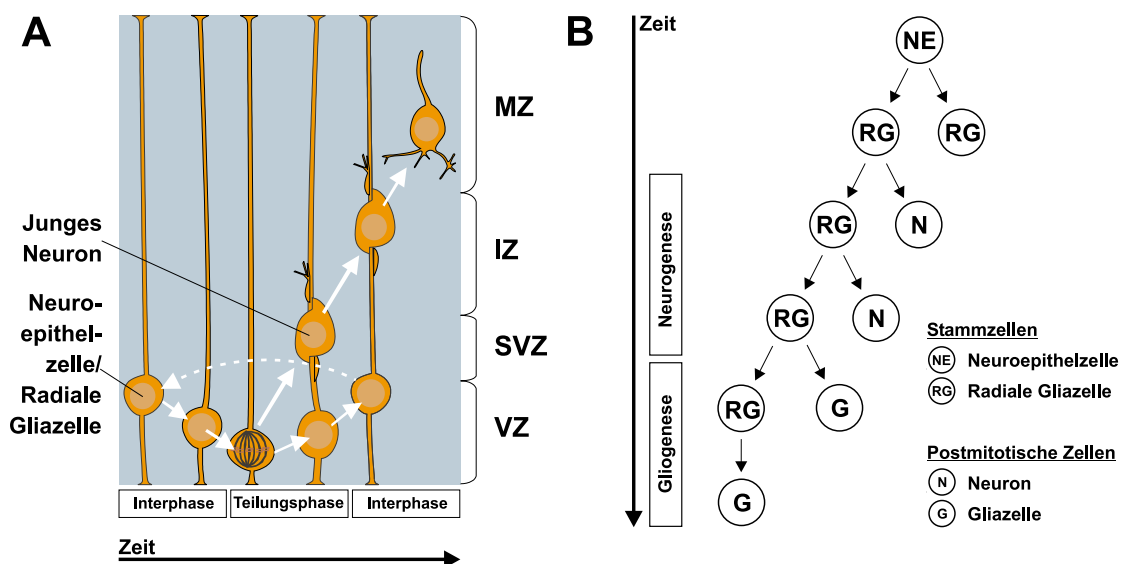 A
MZ
IZ
SVZ
VZ
Junges
Neuron
Neuro-
epithel-
zelle/
Radiale
Gliazelle
Interphase
Teilungsphase
Interphase
Zeit
B
Zeit
NE
RG
RG
RG
N
RG
N
RG
G
G
Neurogenese
Gliogenese
Stammzellen
NE Neuroepithelzelle
RG Radiale Gliazelle
Postmitotische Zellen
N Neuron
G Gliazelle